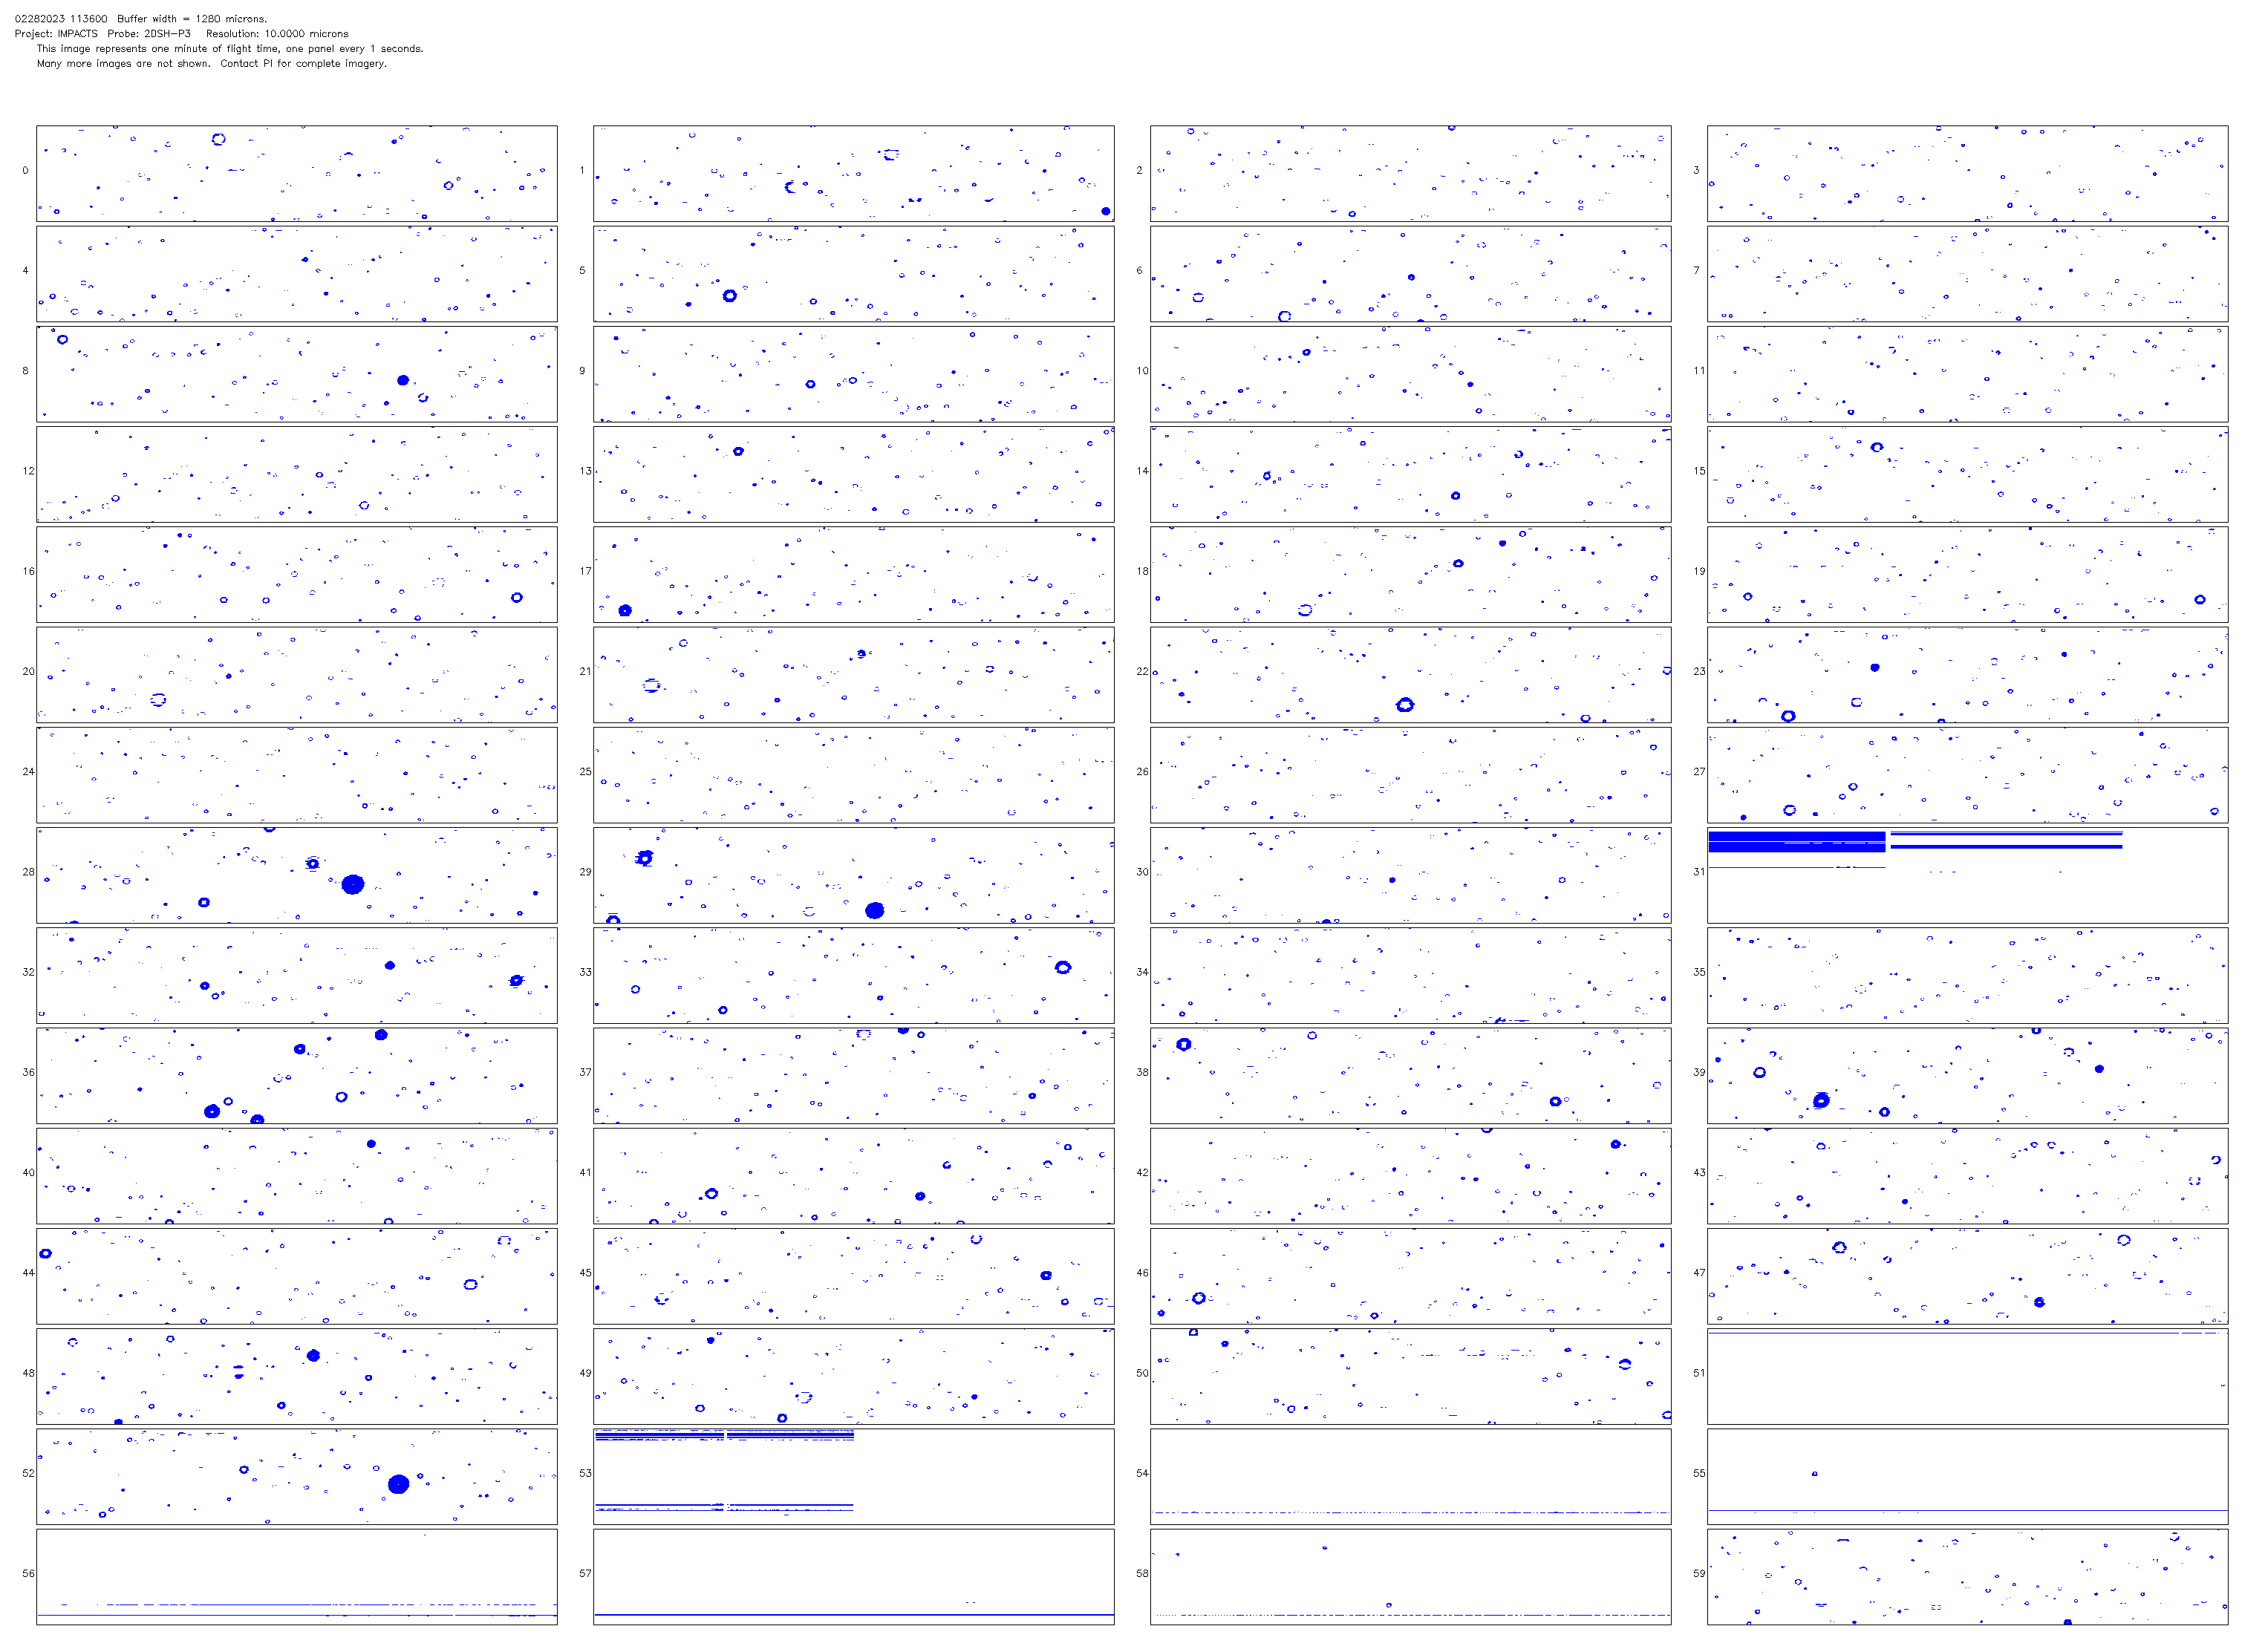 02282023 113600  Buffer width = 1280 microns.
Project: IMPACTS  Probe: 2DSH-P3    Resolution: 10.0000 microns
This image represents one minute of flight time, one panel every 1 seconds.
Many more images are not shown.  Contact PI for complete imagery.
0 1 2 3
4 5 6 7
8 9 10 11
12 13 14 15
16 17 18 19
20 21 22 23
24 25 26 27
28 29 30 31
32 33 34 35
36 37 38 39
40 41 42 43
44 45 46 47
48 49 50 51
52 53 54 55
56 57 58 59